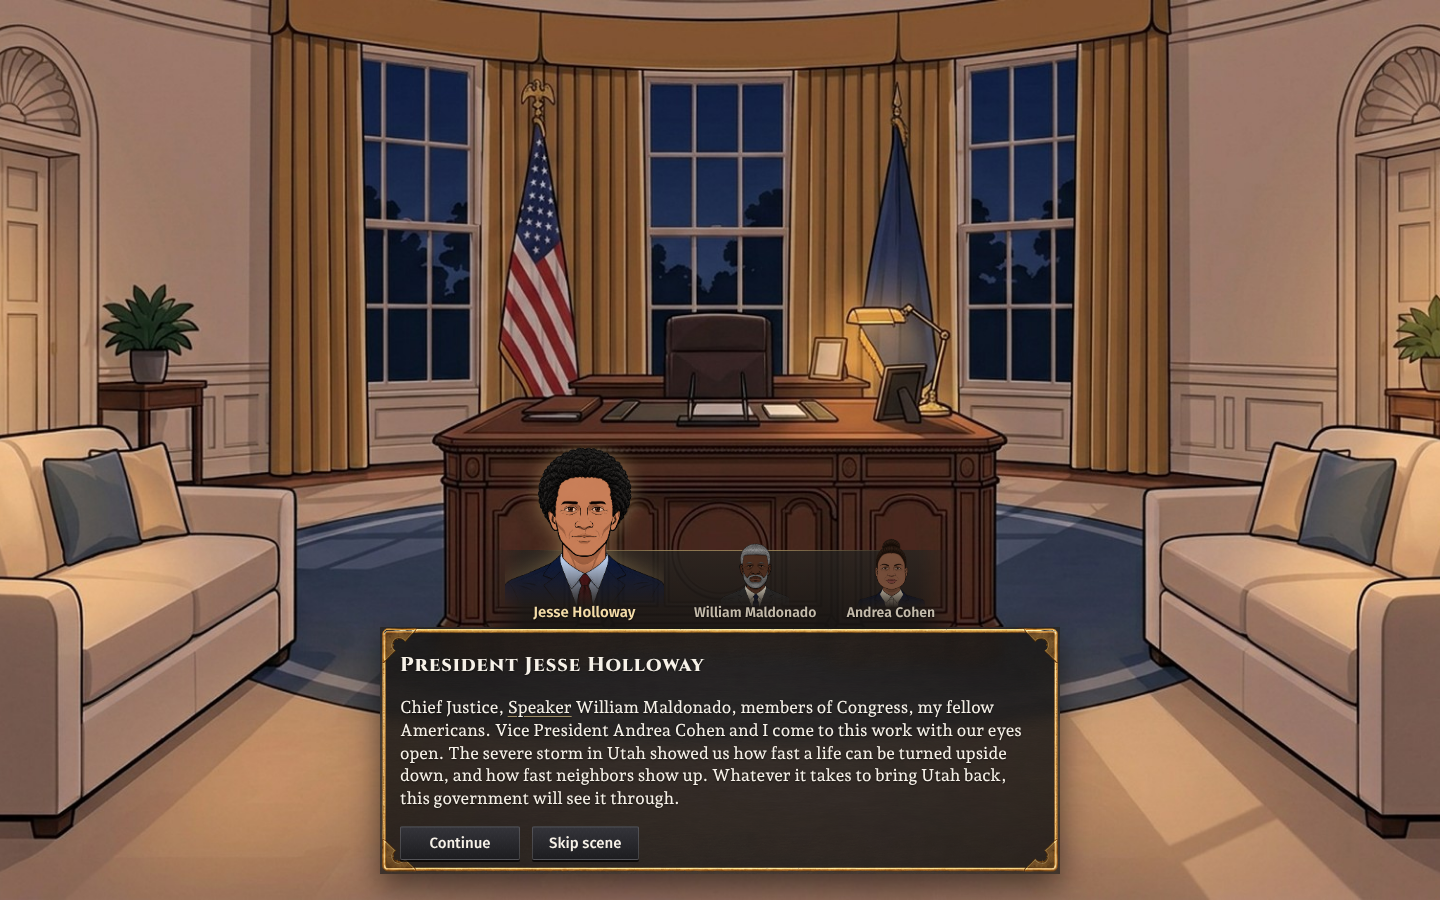 Jesse Holloway
William Maldonado
Andrea Cohen
President Jesse Holloway
Chief Justice, Speaker William Maldonado, members of Congress, my fellow
Americans. Vice President Andrea Cohen and I come to this work with our eyes
open. The severe storm in Utah showed us how fast a life can be turned upside
down, and how fast neighbors show up. Whatever it takes to bring Utah back,
this government will see it through.
Continue
Skip scene